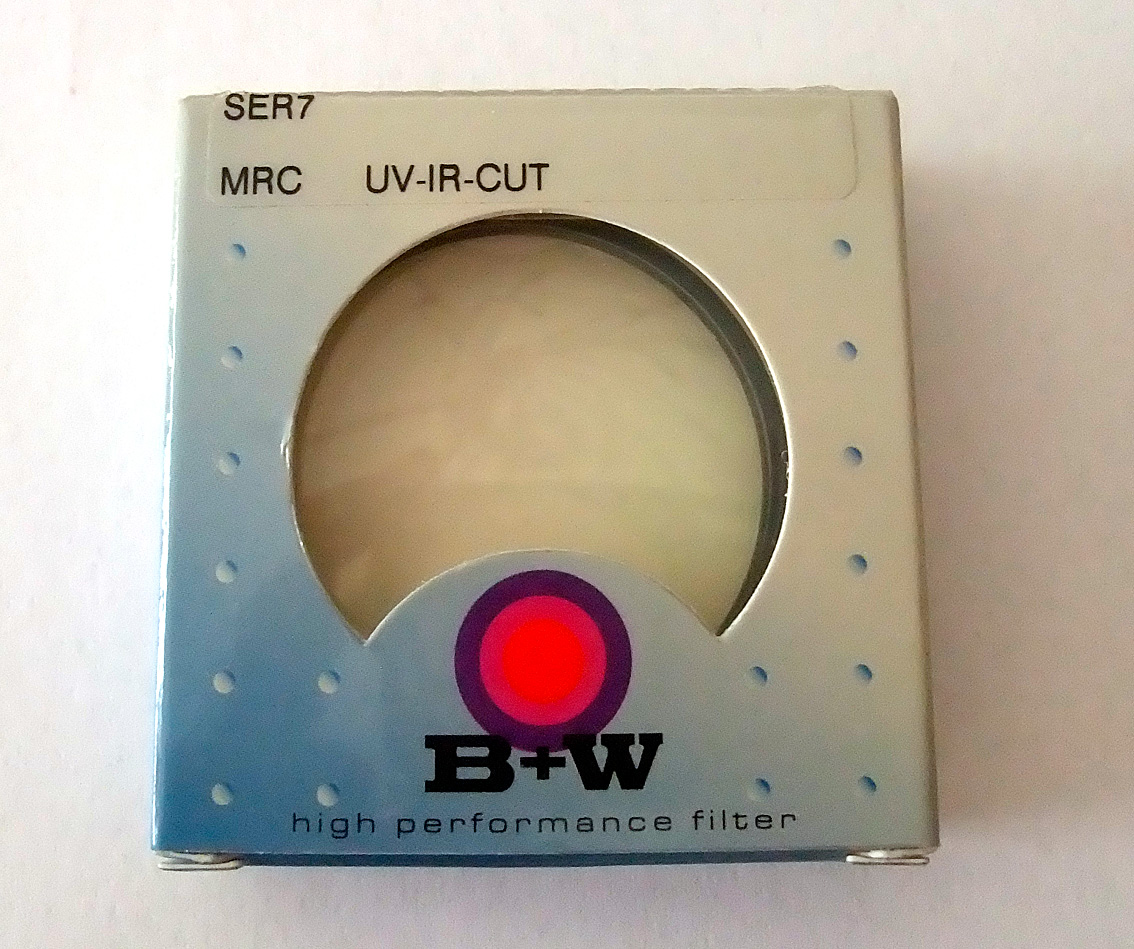 SER7
MRC UV-IR-CUT
B+W
high performance filter